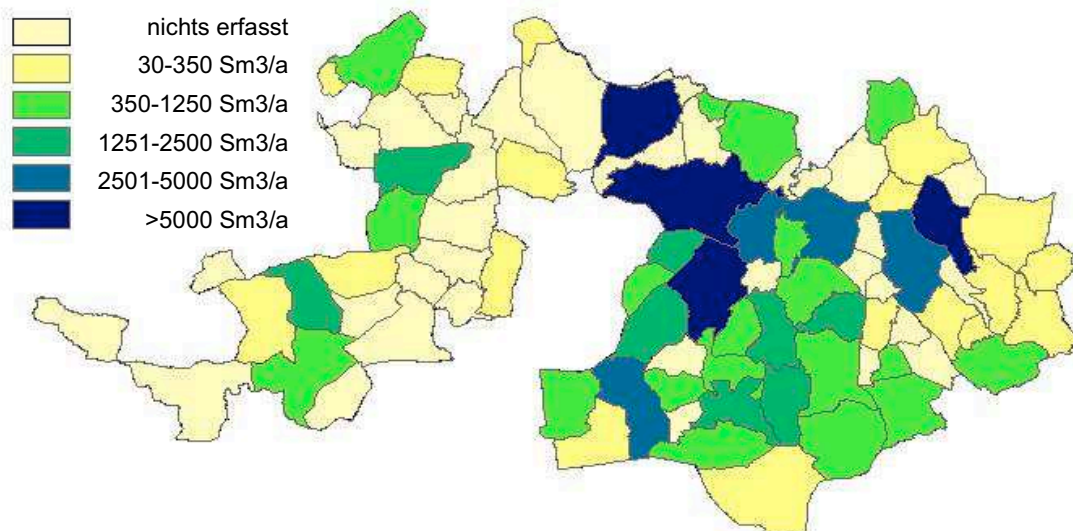 nichts erfasst
30-350 Sm3/a
350-1250 Sm3/a
1251-2500 Sm3/a
2501-5000 Sm3/a
>5000 Sm3/a